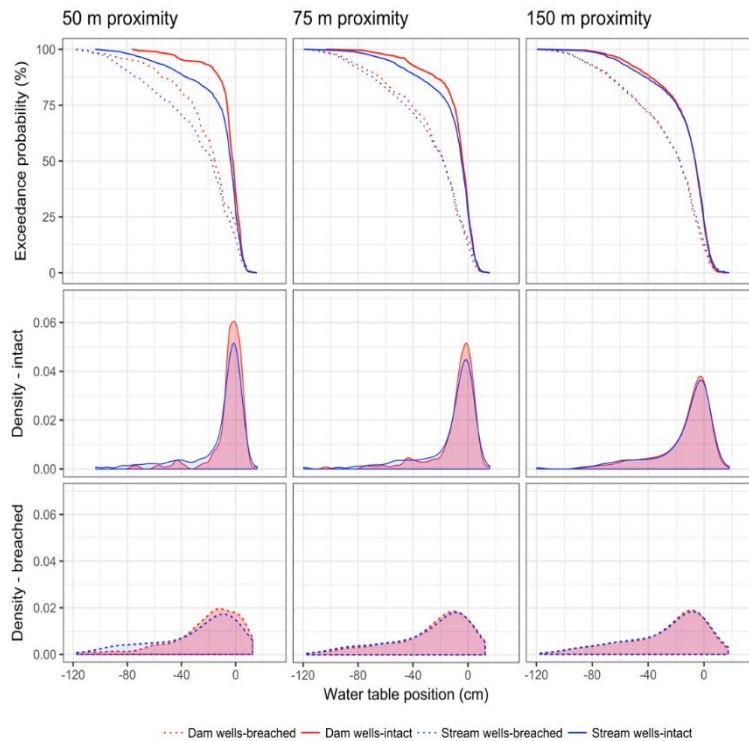 50 m proximity
75 m proximity
150 m proximity
Exceedance probability (%)
100
75
50
25
0
Density - intact
0.06
0.04
0.02
0.00
Density - breached
0.06
0.04
0.02
0.00
-120 -80 -40 0
-120 -80 -40 0
-120 -80 -40 0
Water table position (cm)
Dam wells-breached Dam wells-intact Stream wells-breached Stream wells-intact